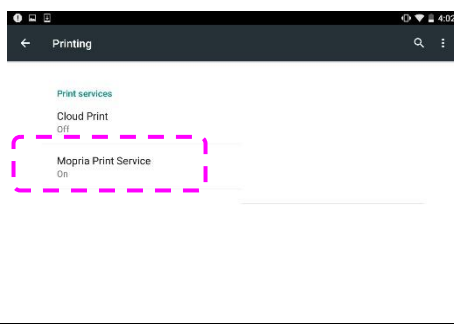 4:02
Printing
Print services
Cloud Print
Off
Mopria Print Service
On